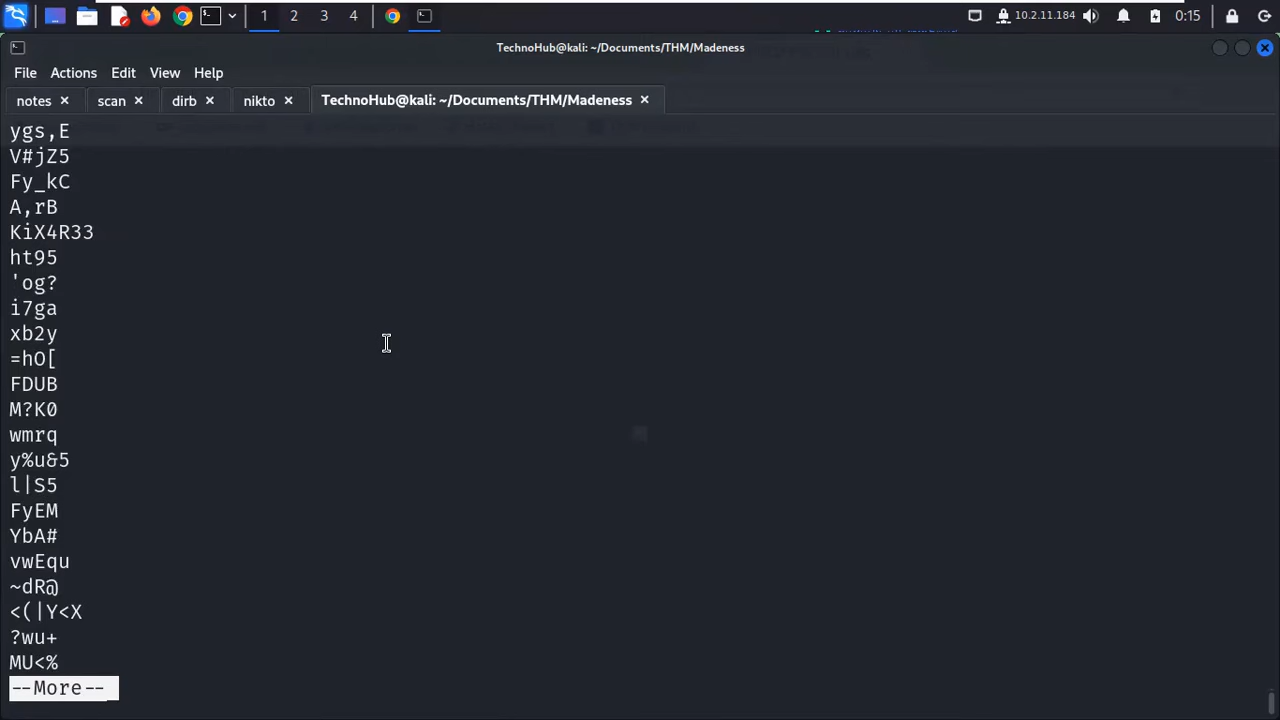 1 2 3 4 10.2.11.184 0:15
TechnoHub@kali: ~/Documents/THM/Madeness
File Actions Edit View Help
notes scan dirb nikto TechnoHub@kali: ~/Documents/THM/Madeness
ygs,E
V#jZ5
Fy_kC
A,rB
KiX4R33
ht95
'og?
i7ga
xb2y
=hO[
FDUB
M?K0
wmrq
y%u&5
l|S5
FyEM
YbA#
vwEqu
~dR@
<(|Y<X
?wu+
MU<%
--More--